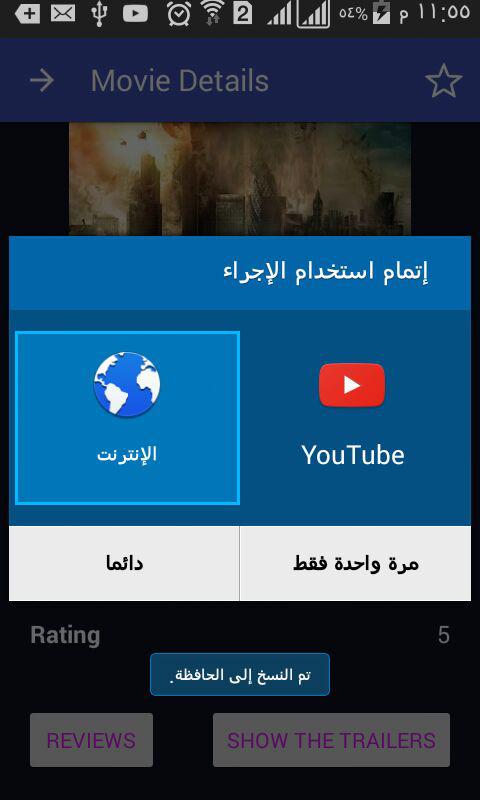 ١١:٥٥ م ٥٤% 2
Movie Details
إتمام استخدام الإجراء
YouTube
الإنترنت
مرة واحدة فقط
دائما
Rating 5
تم النسخ إلى الحافظة.
REVIEWS
SHOW THE TRAILERS